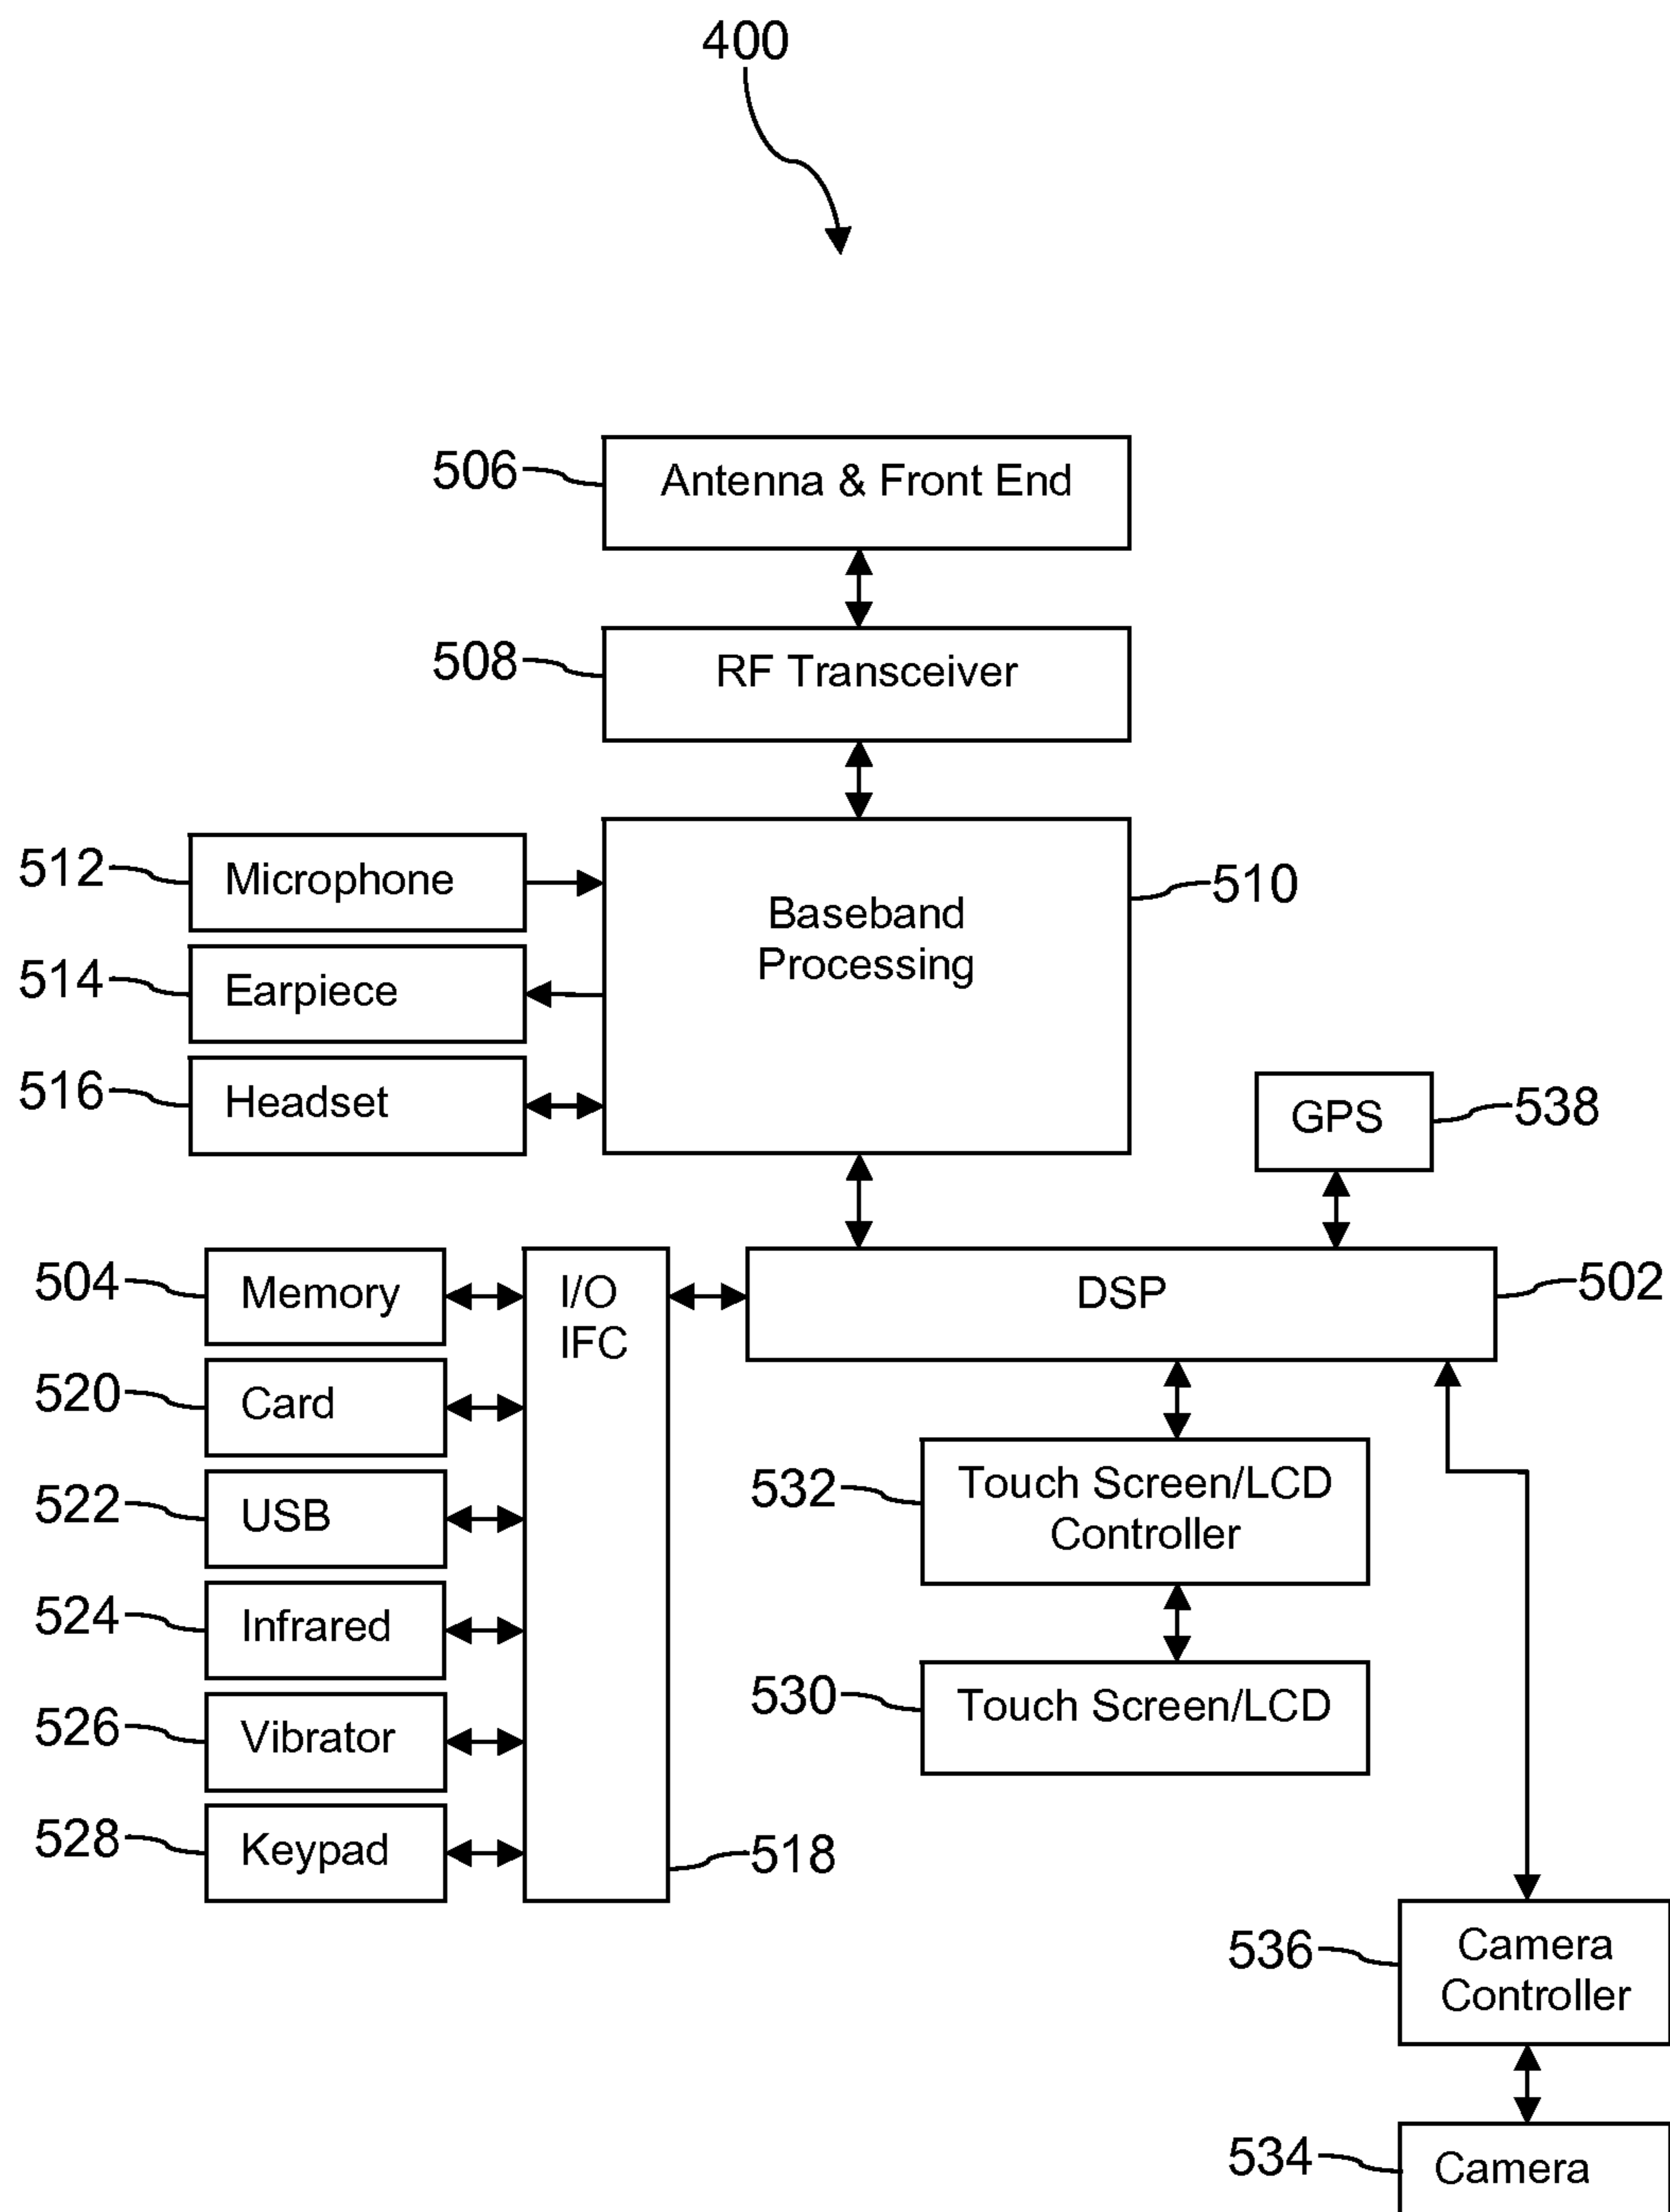 400
506
Antenna & Front End
508
RF Transceiver
512
Microphone
Baseband
Processing
510
514
Earpiece
516
Headset
GPS
538
504
Memory
I/O
IFC
DSP
502
520
Card
522
USB
532
Touch Screen/LCD
Controller
524
Infrared
530
Touch Screen/LCD
526
Vibrator
528
Keypad
518
536
Camera
Controller
534
Camera